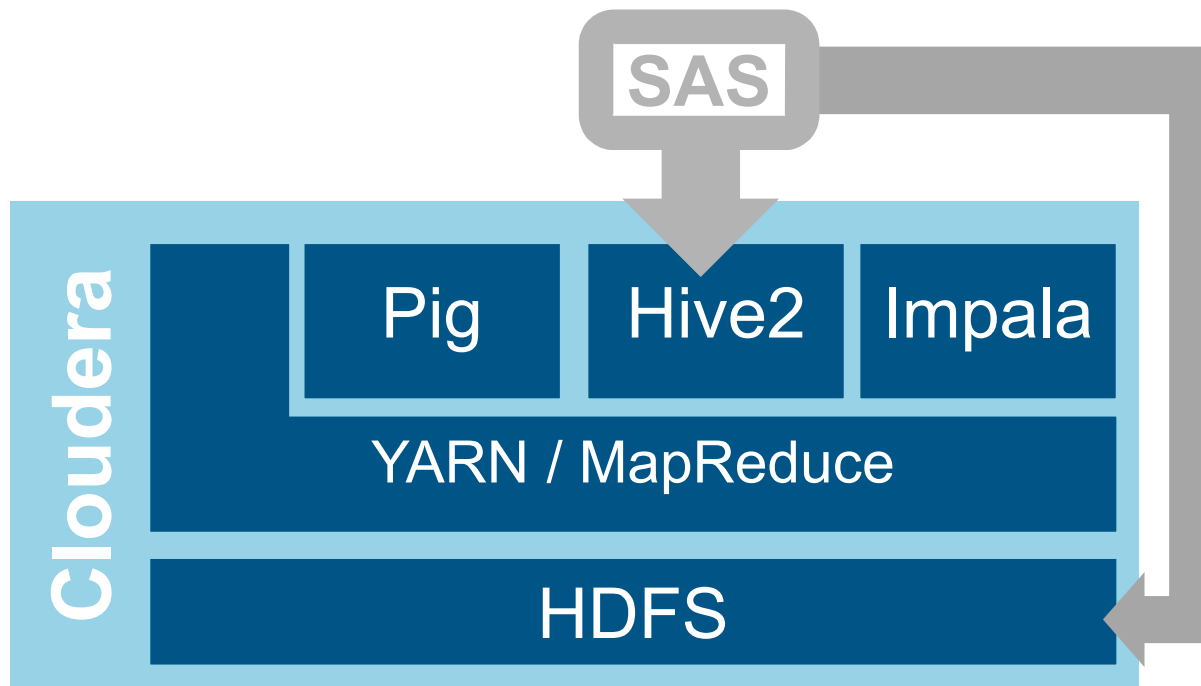 SAS
Cloudera
Pig
Hive2
Impala
YARN / MapReduce
HDFS